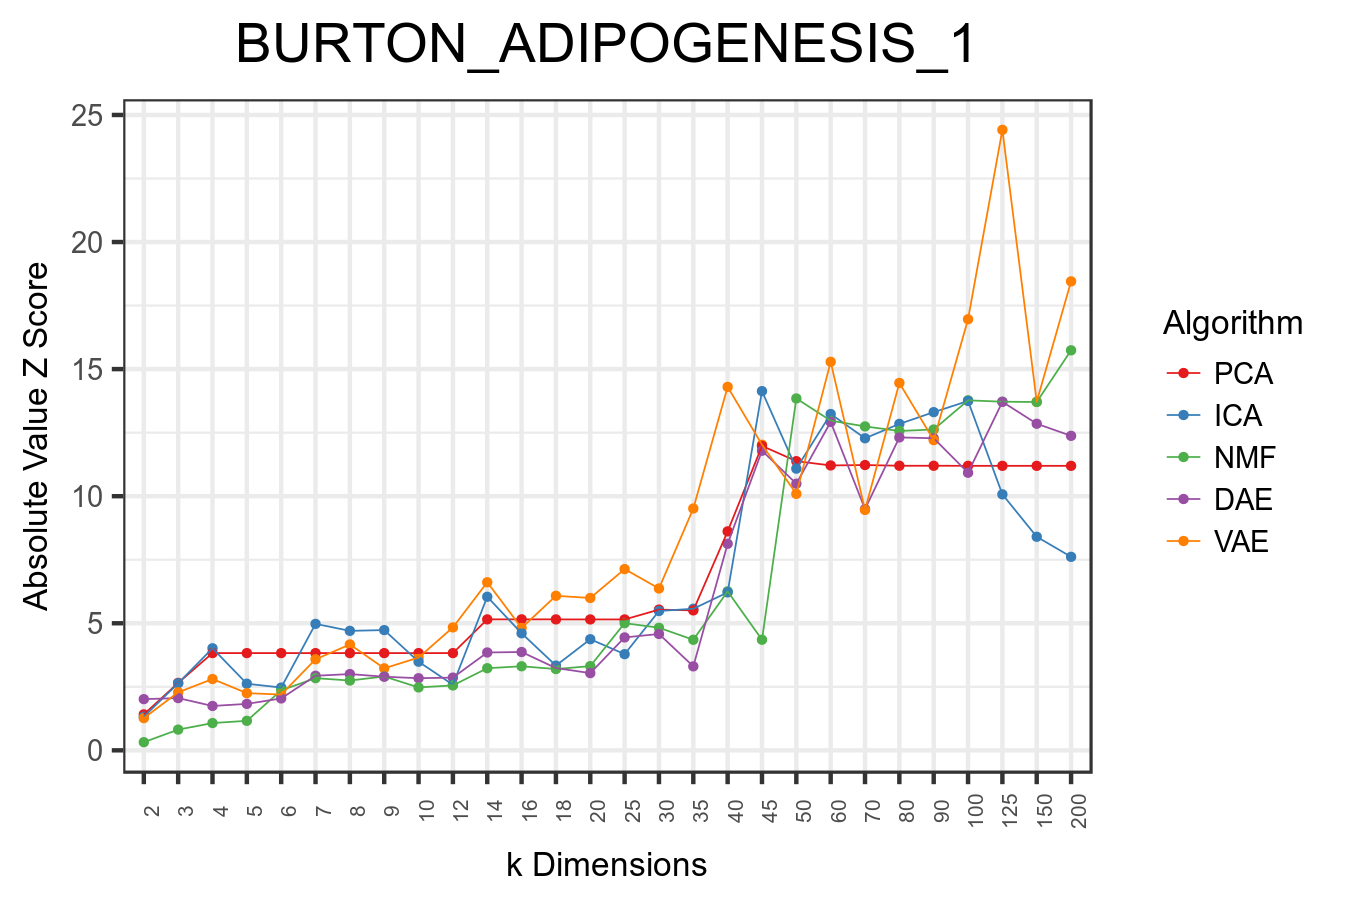 BURTON_ADIPOGENESIS_1
Absolute Value Z Score
25
20
15
10
5
0
2 3 4 5 6 7 8 9 10 12 14 16 18 20 25 30 35 40 45 50 60 70 80 90 100 125 150 200
k Dimensions
Algorithm
PCA
ICA
NMF
DAE
VAE